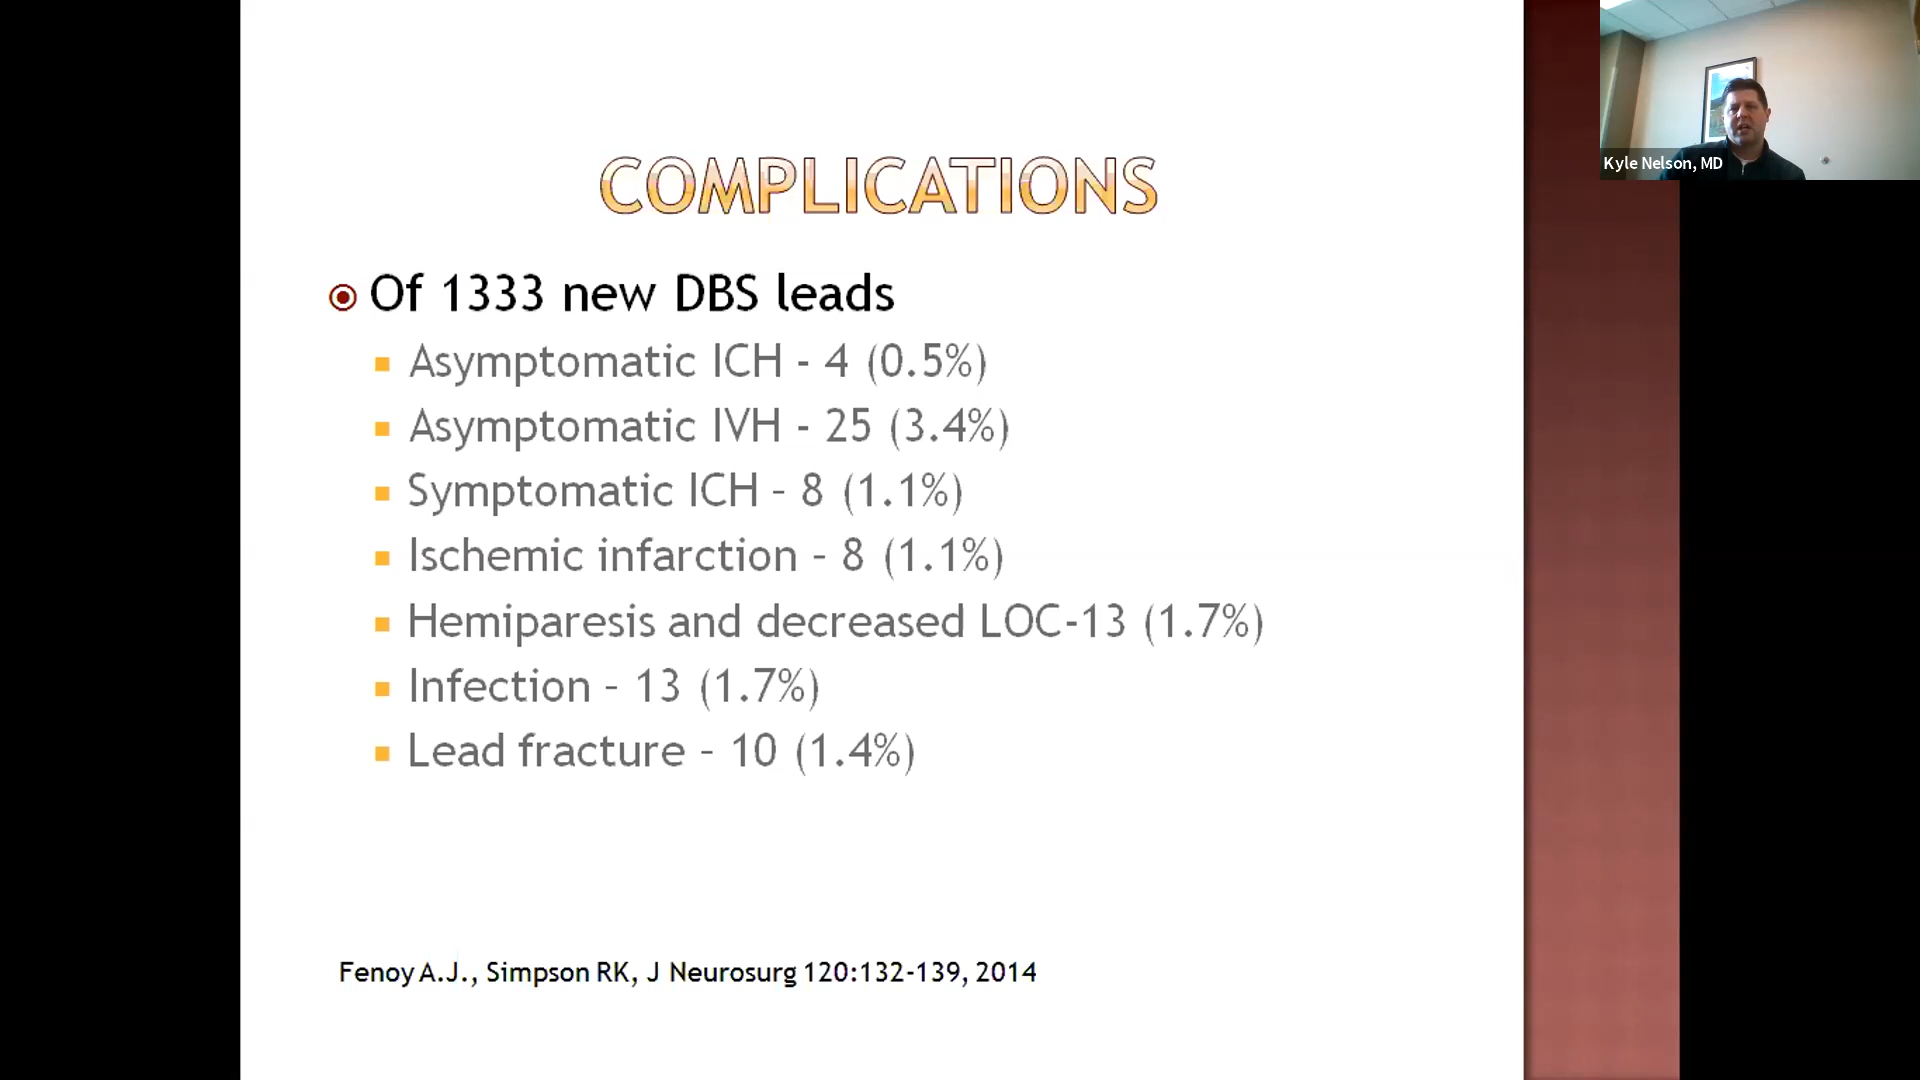 COMPLICATIONS
Of 1333 new DBS leads
Asymptomatic ICH - 4 (0.5%)
Asymptomatic IVH - 25 (3.4%)
Symptomatic ICH – 8 (1.1%)
Ischemic infarction – 8 (1.1%)
Hemiparesis and decreased LOC-13 (1.7%)
Infection – 13 (1.7%)
Lead fracture – 10 (1.4%)
Fenoy A.J., Simpson RK, J Neurosurg 120:132-139, 2014
Kyle Nelson, MD